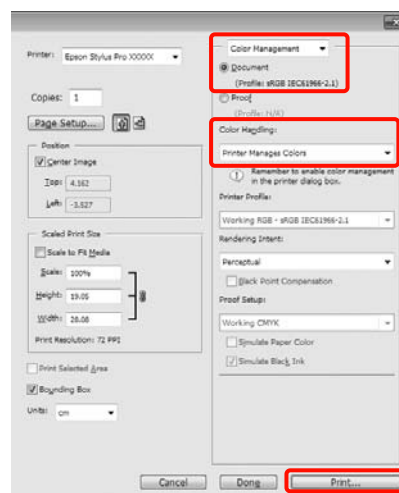 Printer: Epson Stylus Pro XXXXX
Copies: 1
Page Setup...
Position
Center Image
Top: 4.162
Left: -3.527
Scaled Print Size
Scale to Fit Media
Scale: 100%
Height: 19.05
Width: 28.08
Print Resolution: 72 PPI
Print Selected Area
Bounding Box
Units: cm
Color Management
Document
(Profile: sRGB IEC61966-2.1)
Proof
(Profile: N/A)
Color Handling:
Printer Manages Colors
Remember to enable color management
in the printer dialog box.
Printer Profile:
Working RGB - sRGB IEC61966-2.1
Rendering Intent:
Perceptual
Black Point Compensation
Proof Setup:
Working CMYK
Simulate Paper Color
Simulate Black Ink
Cancel
Done
Print...